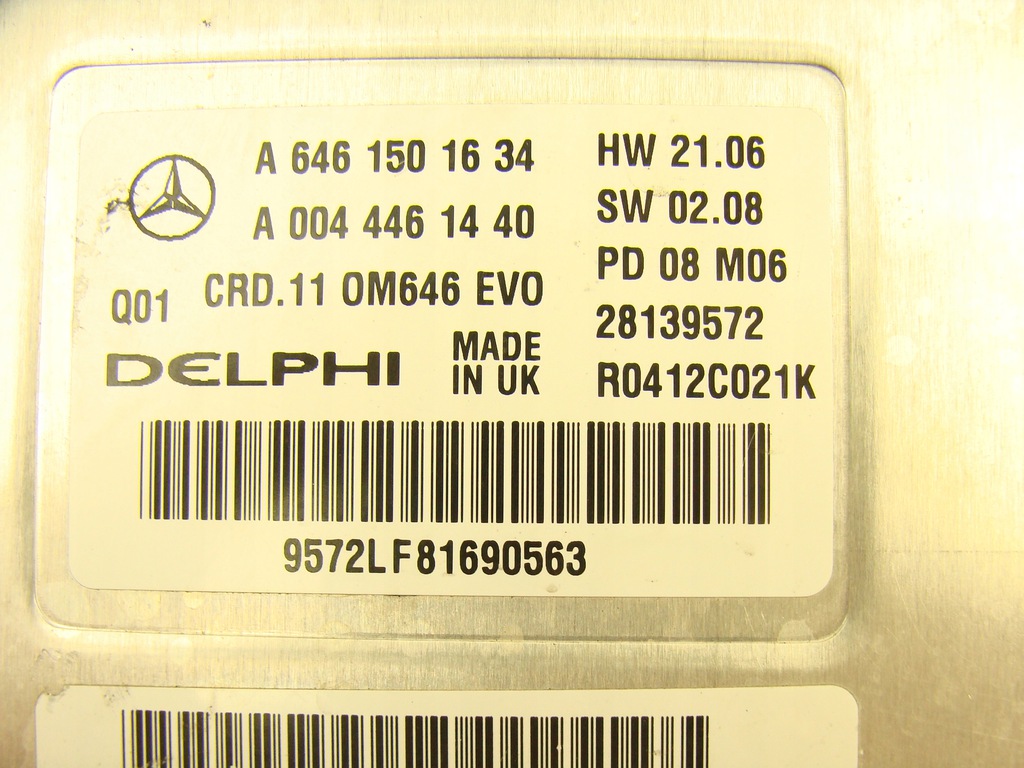 A 646 150 16 34
A 004 446 14 40
Q01 CRD.11 OM646 EVO
DELPHI
MADE
IN UK
HW 21.06
SW 02.08
PD 08 M06
28139572
R0412C021K
9572LF81690563